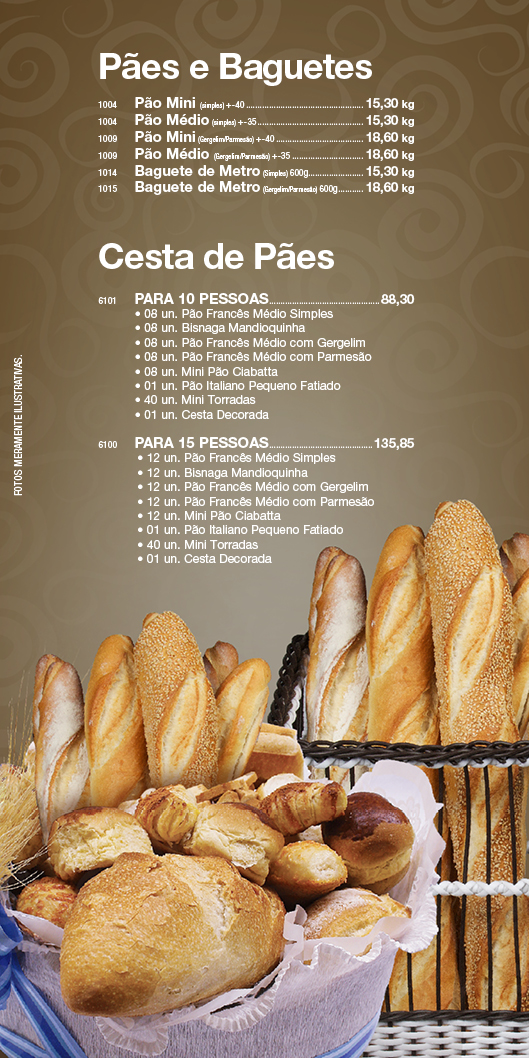 Pães e Baguetes
1004 Pão Mini (simples) +-40 ........................................ 15,30 kg
1004 Pão Médio (simples) +-35 ........................................ 15,30 kg
1009 Pão Mini (Gergelim/Parmesão) +-40 .............................. 18,60 kg
1009 Pão Médio (Gergelim/Parmesão) +-35 .............................. 18,60 kg
1014 Baguete de Metro (Simples) 600g.................... 15,30 kg
1015 Baguete de Metro (Gergelim/Parmesão) 600g.......... 18,60 kg
Cesta de Pães
6101 PARA 10 PESSOAS........................................ 88,30
• 08 un. Pão Francês Médio Simples
• 08 un. Bisnaga Mandioquinha
• 08 un. Pão Francês Médio com Gergelim
• 08 un. Pão Francês Médio com Parmesão
• 08 un. Mini Pão Ciabatta
• 01 un. Pão Italiano Pequeno Fatiado
• 40 un. Mini Torradas
• 01 un. Cesta Decorada
6100 PARA 15 PESSOAS........................................ 135,85
• 12 un. Pão Francês Médio Simples
• 12 un. Bisnaga Mandioquinha
• 12 un. Pão Francês Médio com Gergelim
• 12 un. Pão Francês Médio com Parmesão
• 12 un. Mini Pão Ciabatta
• 01 un. Pão Italiano Pequeno Fatiado
• 40 un. Mini Torradas
• 01 un. Cesta Decorada
FOTOS MERAMENTE ILUSTRATIVAS.